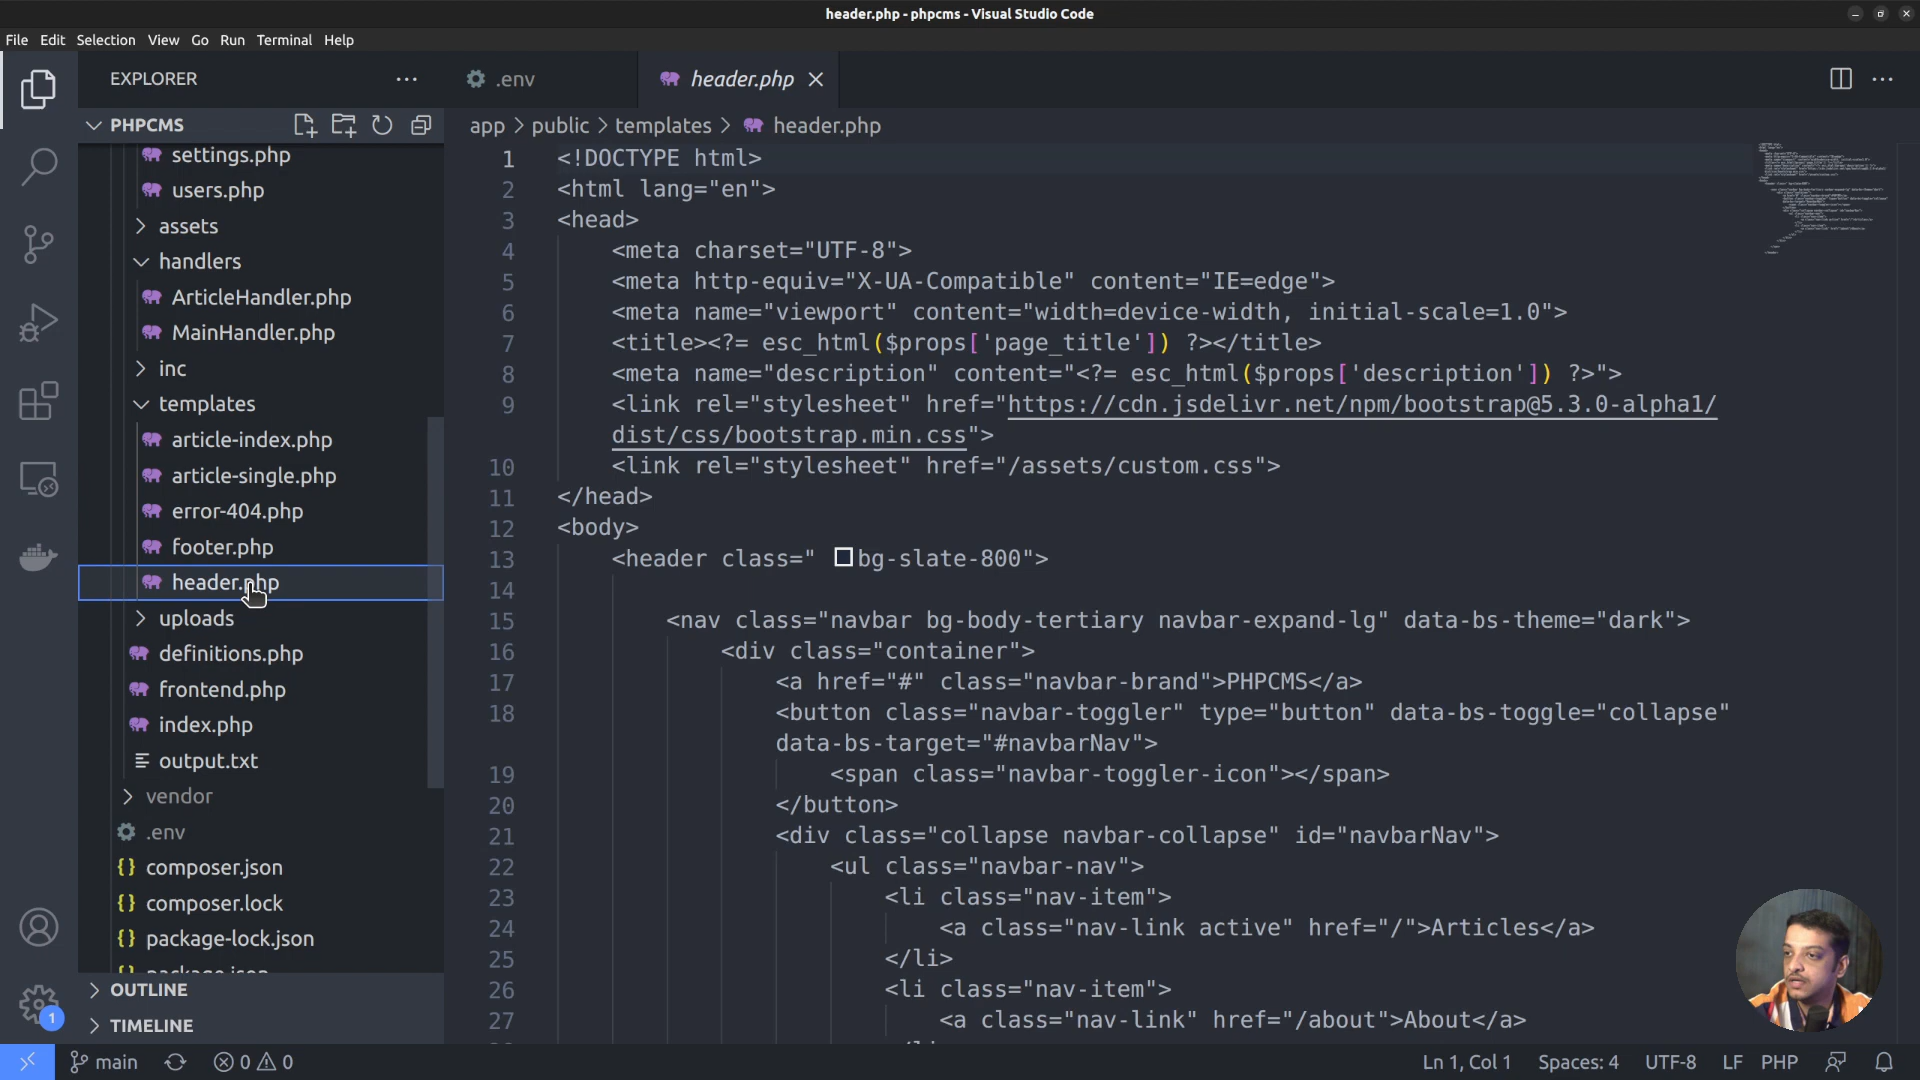 header.php - phpcms - Visual Studio Code
File Edit Selection View Go Run Terminal Help
EXPLORER
PHPCMS
settings.php
users.php
assets
handlers
ArticleHandler.php
MainHandler.php
inc
templates
article-index.php
article-single.php
error-404.php
footer.php
header.php
uploads
definitions.php
frontend.php
index.php
output.txt
vendor
.env
composer.json
composer.lock
package-lock.json
package.json
OUTLINE
TIMELINE
1
.env
header.php
app > public > templates > header.php
1 <!DOCTYPE html>
2 <html lang="en">
3 <head>
4 <meta charset="UTF-8">
5 <meta http-equiv="X-UA-Compatible" content="IE=edge">
6 <meta name="viewport" content="width=device-width, initial-scale=1.0">
7 <title><?= esc_html($props['page_title']) ?></title>
8 <meta name="description" content="<?= esc_html($props['description']) ?>">
9 <link rel="stylesheet" href="https://cdn.jsdelivr.net/npm/bootstrap@5.3.0-alpha1/
dist/css/bootstrap.min.css">
10 <link rel="stylesheet" href="/assets/custom.css">
11 </head>
12 <body>
13 <header class=" bg-slate-800">
14
15 <nav class="navbar bg-body-tertiary navbar-expand-lg" data-bs-theme="dark">
16 <div class="container">
17 <a href="#" class="navbar-brand">PHPCMS</a>
18 <button class="navbar-toggler" type="button" data-bs-toggle="collapse"
data-bs-target="#navbarNav">
19 <span class="navbar-toggler-icon"></span>
20 </button>
21 <div class="collapse navbar-collapse" id="navbarNav">
22 <ul class="navbar-nav">
23 <li class="nav-item">
24 <a class="nav-link active" href="/">Articles</a>
25 </li>
26 <li class="nav-item">
27 <a class="nav-link" href="/about">About</a>
main 0 0 Ln 1, Col 1 Spaces: 4 UTF-8 LF PHP